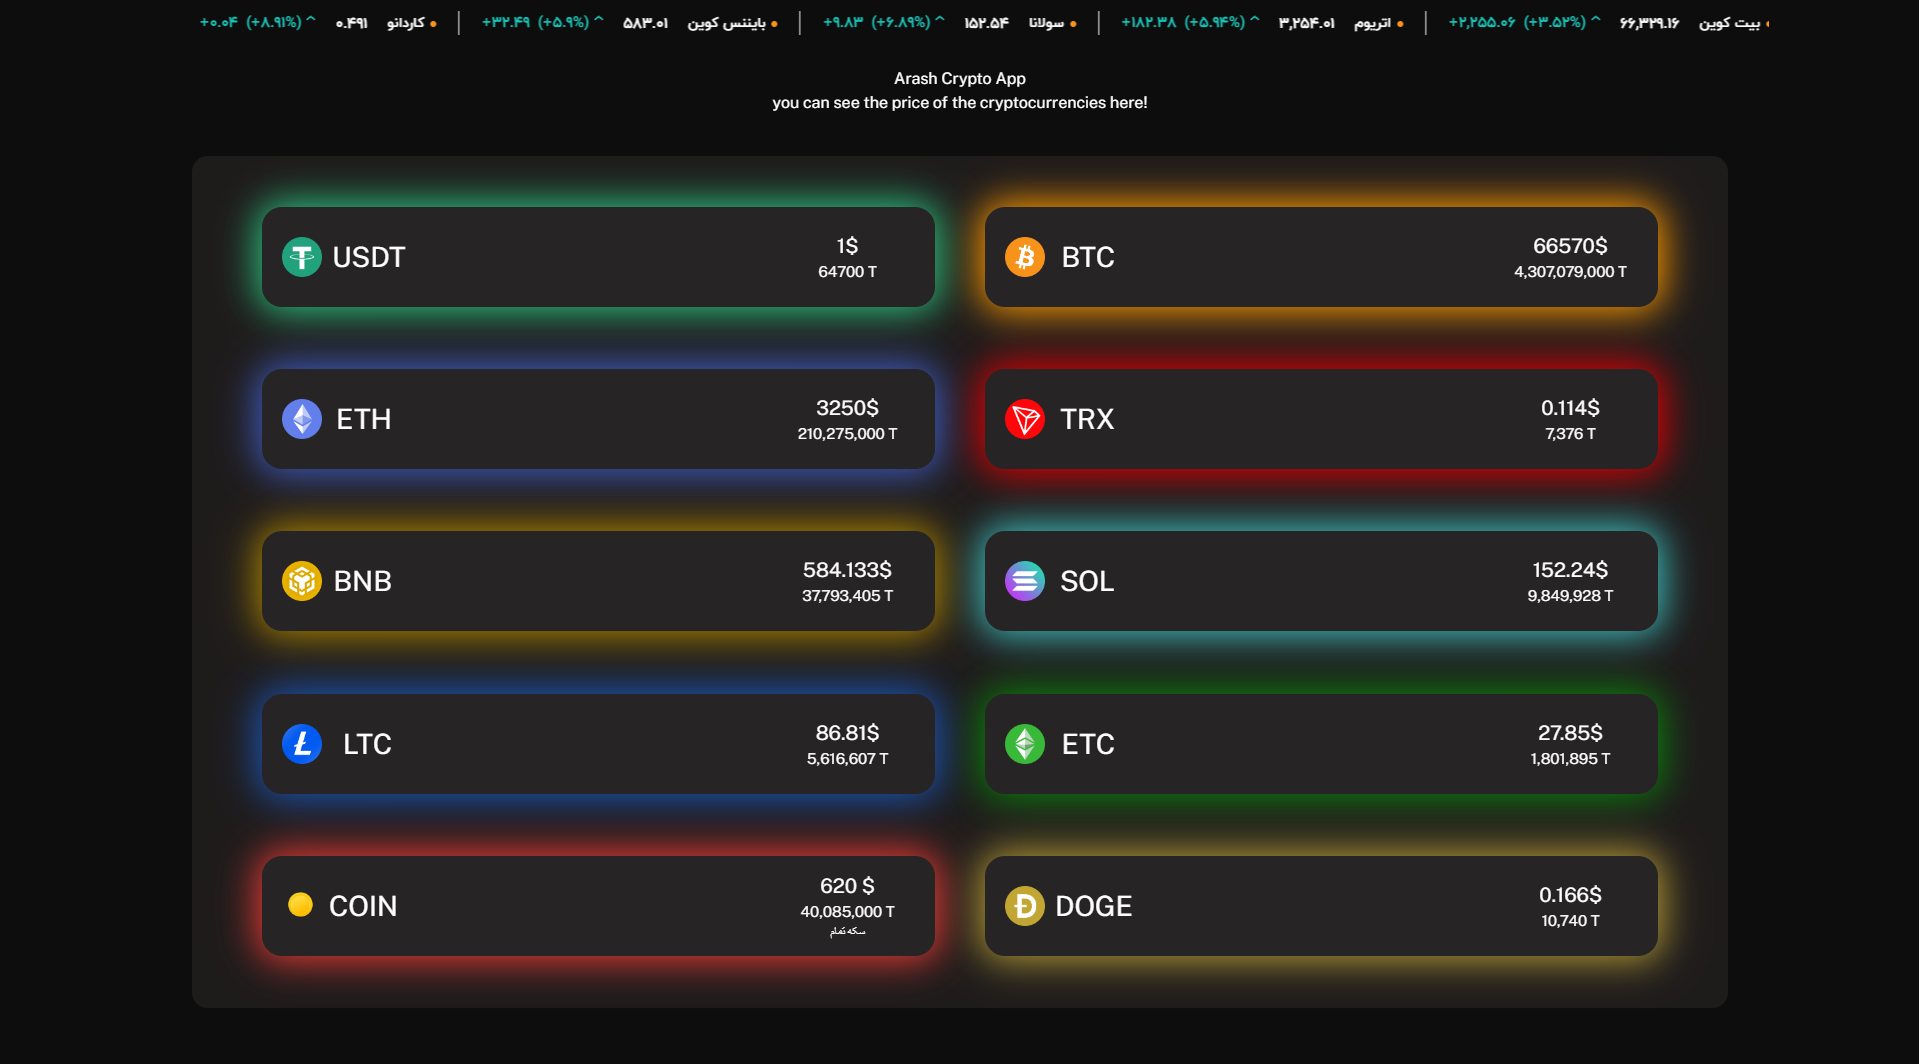 بیت کوین ۶۶,۳۲۹.۱۶ (+۳.۵۲%) +۲,۲۵۵.۰۶
اتریوم ۳,۲۵۴.۰۱ (+۵.۹۴%) +۱۸۲.۳۸
سولانا ۱۵۲.۵۴ (+۶.۸۹%) +۹.۸۳
بایننس کوین ۵۸۳.۰۱ (+۵.۹%) +۳۲.۴۹
کاردانو ۰.۴۹۱ (+۸.۹۱%) +۰.۰۴
Arash Crypto App
you can see the price of the cryptocurrencies here!
USDT
1$
64700 T
BTC
66570$
4,307,079,000 T
ETH
3250$
210,275,000 T
TRX
0.114$
7,376 T
BNB
584.133$
37,793,405 T
SOL
152.24$
9,849,928 T
LTC
86.81$
5,616,607 T
ETC
27.85$
1,801,895 T
COIN
620 $
40,085,000 T
سکه تمام
DOGE
0.166$
10,740 T